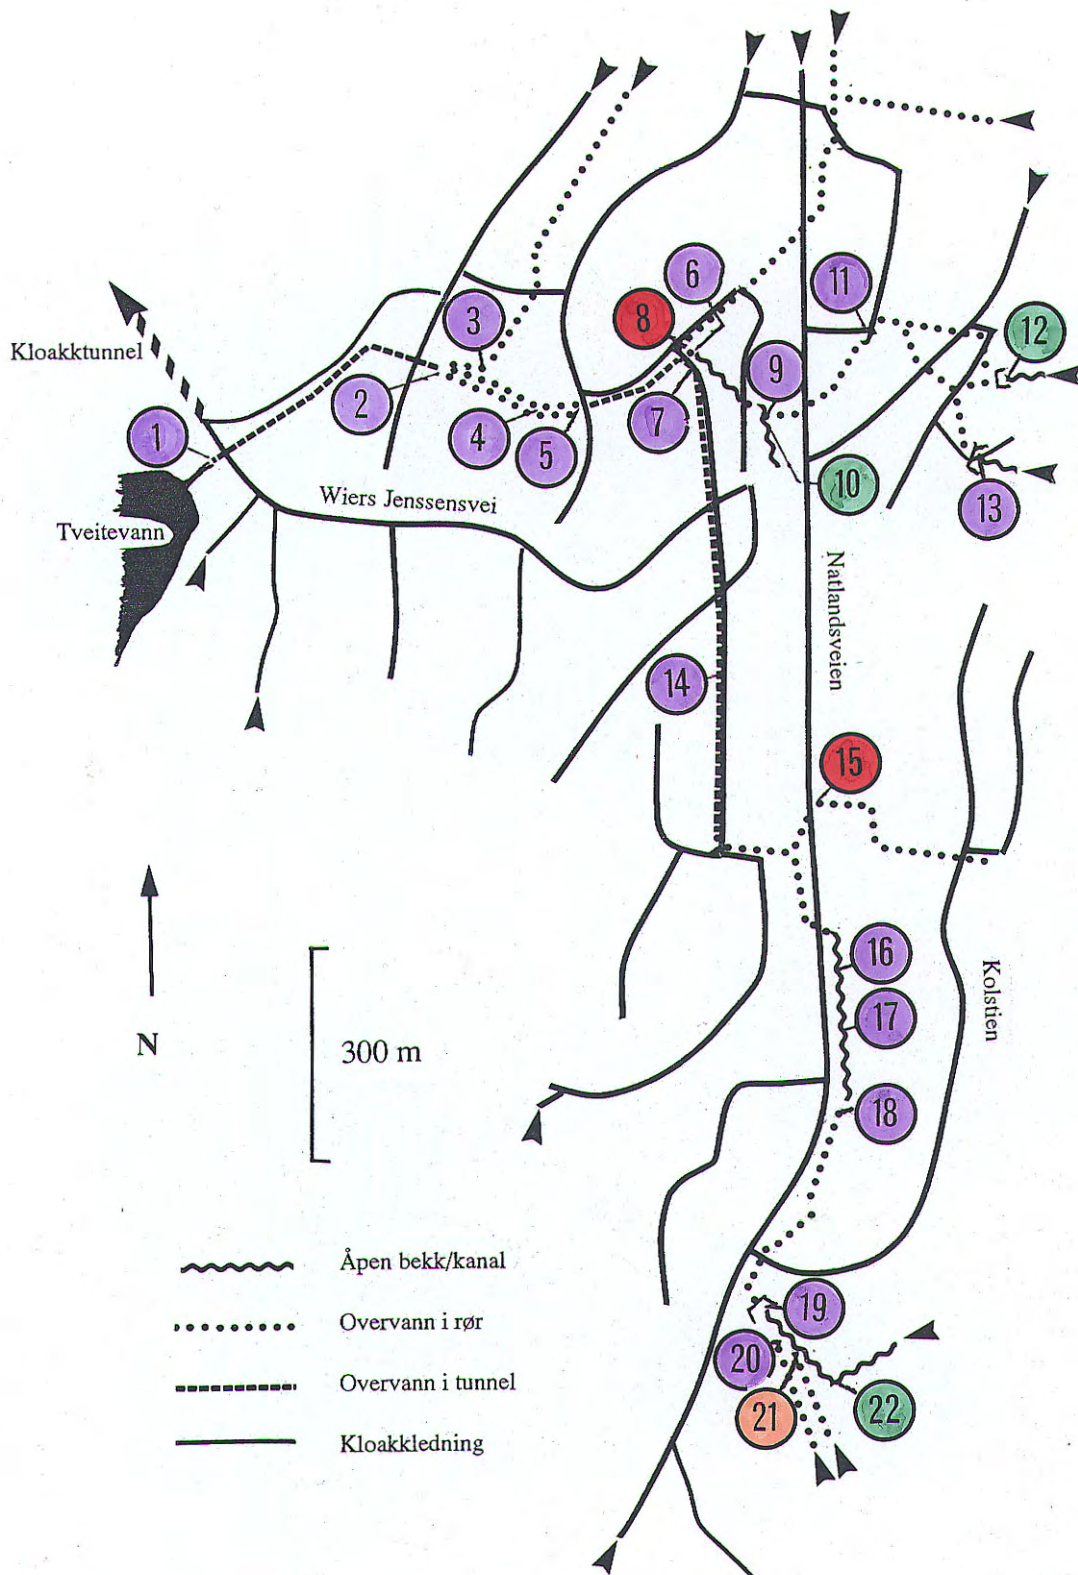 6
11
8
3
12
Kloakktunnel
9
2
7
1
4
5
10
Wiers Jenssensvei
13
Tveitevann
Natlandsveien
14
15
16
Kolstien
17
N
300 m
18
Åpen bekk/kanal
19
Overvann i rør
20
Overvann i tunnel
21
22
Kloakkledning